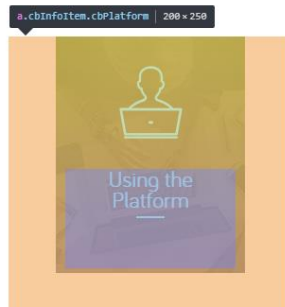 a.cbInfoItem.cbPlatform | 200 × 250
Using the
Platform